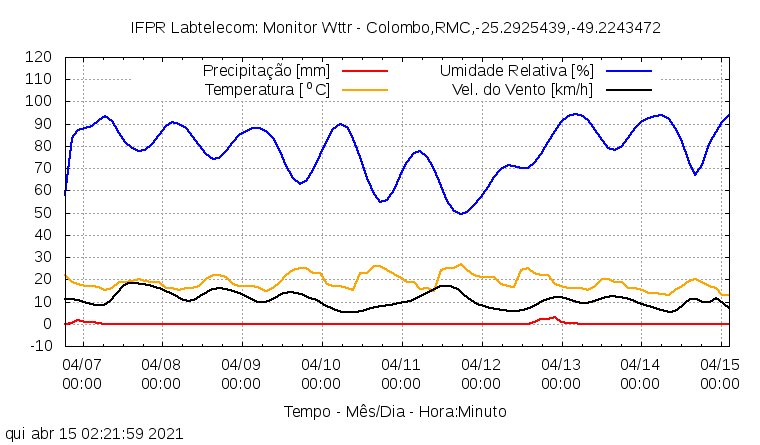 IFPR Labtelecom: Monitor Wttr - Colombo,RMC,-25.2925439,-49.2243472
Precipitação [mm] Umidade Relativa [%]
Temperatura [⁰C] Vel. do Vento [km/h]
120
110
100
90
80
70
60
50
40
30
20
10
0
-10
04/07 04/08 04/09 04/10 04/11 04/12 04/13 04/14 04/15
00:00 00:00 00:00 00:00 00:00 00:00 00:00 00:00 00:00
Tempo - Mês/Dia - Hora:Minuto
qui abr 15 02:21:59 2021